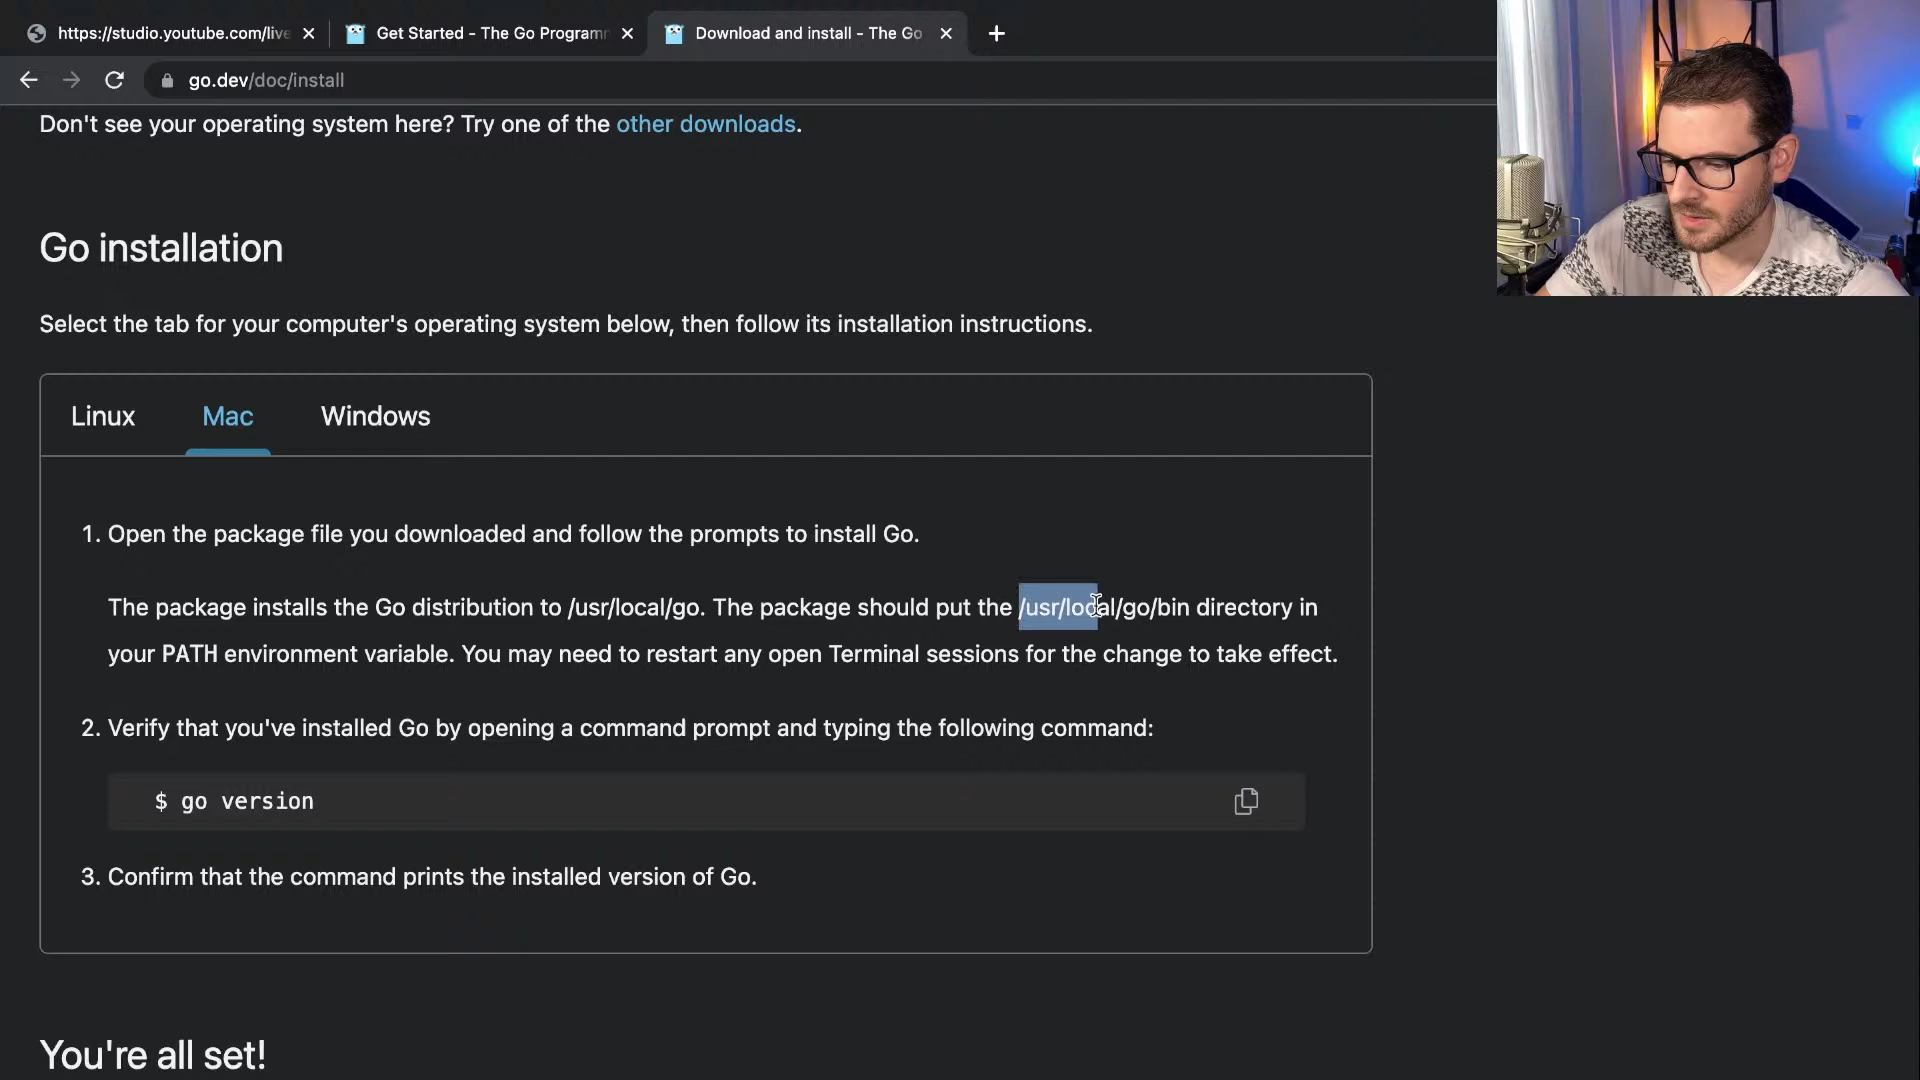 https://studio.youtube.com/live
Get Started - The Go Programm
Download and install - The Go
go.dev/doc/install
Don't see your operating system here? Try one of the other downloads.
Go installation
Select the tab for your computer's operating system below, then follow its installation instructions.
Linux Mac Windows
1. Open the package file you downloaded and follow the prompts to install Go.
The package installs the Go distribution to /usr/local/go. The package should put the /usr/local/go/bin directory in
your PATH environment variable. You may need to restart any open Terminal sessions for the change to take effect.
2. Verify that you've installed Go by opening a command prompt and typing the following command:
$ go version
3. Confirm that the command prints the installed version of Go.
You're all set!